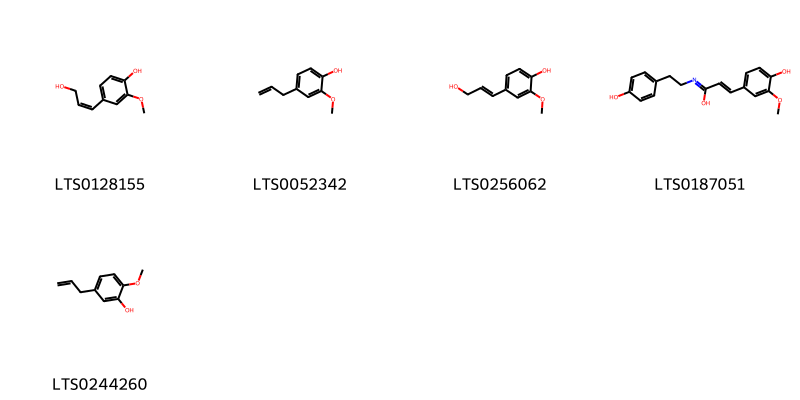 HO OH O
OH O
HO OH O
HO N OH OH O
LTS0128155 LTS0052342 LTS0256062 LTS0187051
O OH
LTS0244260